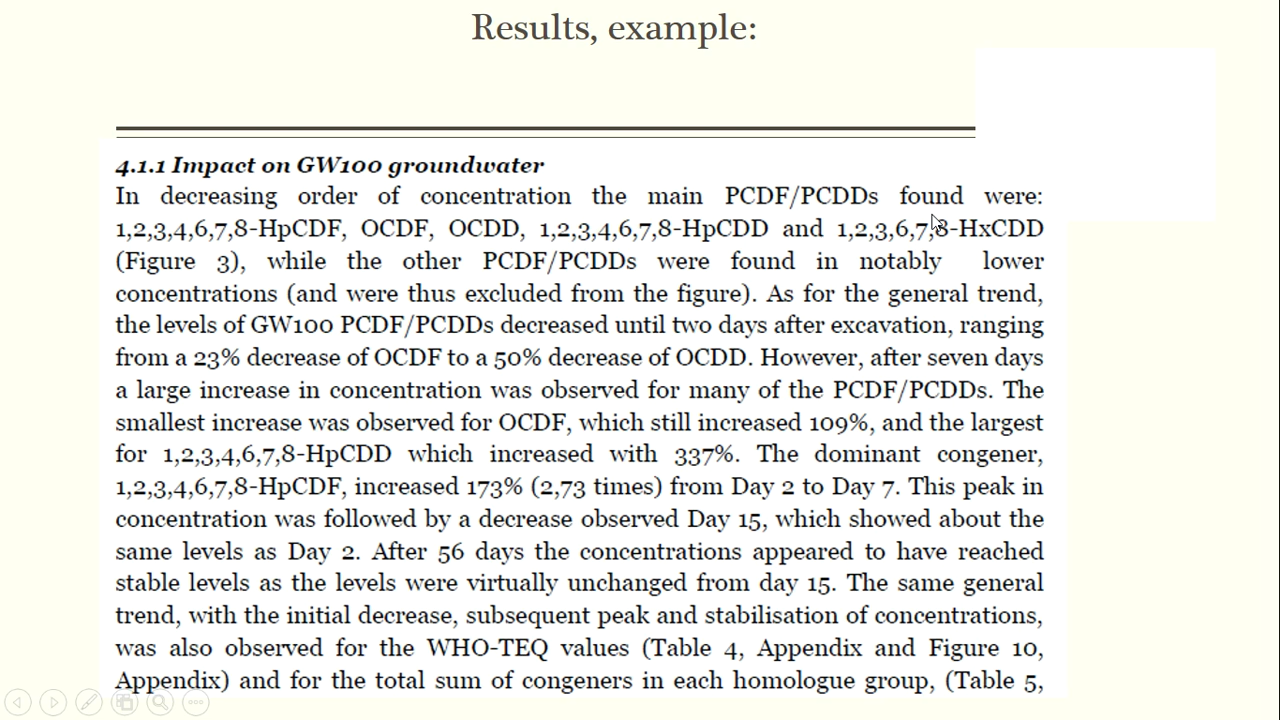 Results, example:
4.1.1 Impact on GW100 groundwater
In decreasing order of concentration the main PCDF/PCDDs found were:
1,2,3,4,6,7,8-HpCDF, OCDF, OCDD, 1,2,3,4,6,7,8-HpCDD and 1,2,3,6,7,8-HxCDD
(Figure 3), while the other PCDF/PCDDs were found in notably lower
concentrations (and were thus excluded from the figure). As for the general trend,
the levels of GW100 PCDF/PCDDs decreased until two days after excavation, ranging
from a 23% decrease of OCDF to a 50% decrease of OCDD. However, after seven days
a large increase in concentration was observed for many of the PCDF/PCDDs. The
smallest increase was observed for OCDF, which still increased 109%, and the largest
for 1,2,3,4,6,7,8-HpCDD which increased with 337%. The dominant congener,
1,2,3,4,6,7,8-HpCDF, increased 173% (2,73 times) from Day 2 to Day 7. This peak in
concentration was followed by a decrease observed Day 15, which showed about the
same levels as Day 2. After 56 days the concentrations appeared to have reached
stable levels as the levels were virtually unchanged from day 15. The same general
trend, with the initial decrease, subsequent peak and stabilisation of concentrations,
was also observed for the WHO-TEQ values (Table 4, Appendix and Figure 10,
Appendix) and for the total sum of congeners in each homologue group, (Table 5,